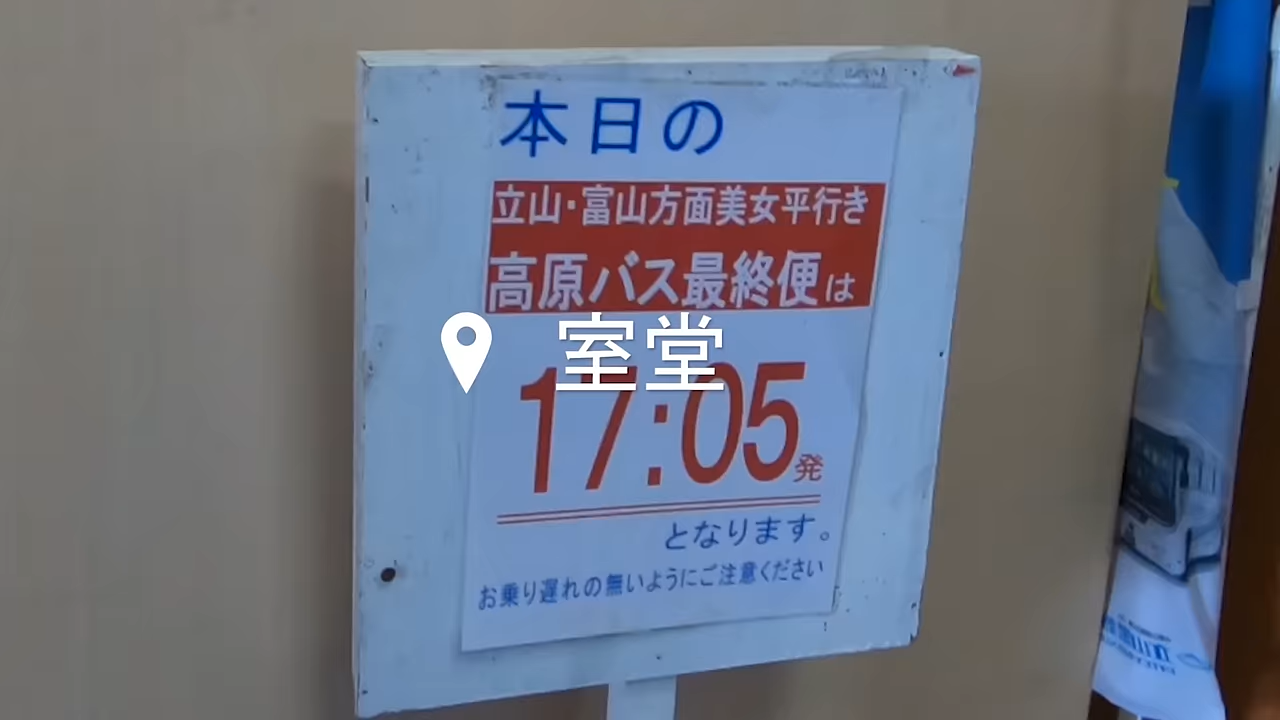 本日の
立山・富山方面美女平行き
高原バス最終便は
室堂
17:05発
となります。
お乗り遅れの無いようにご注意ください